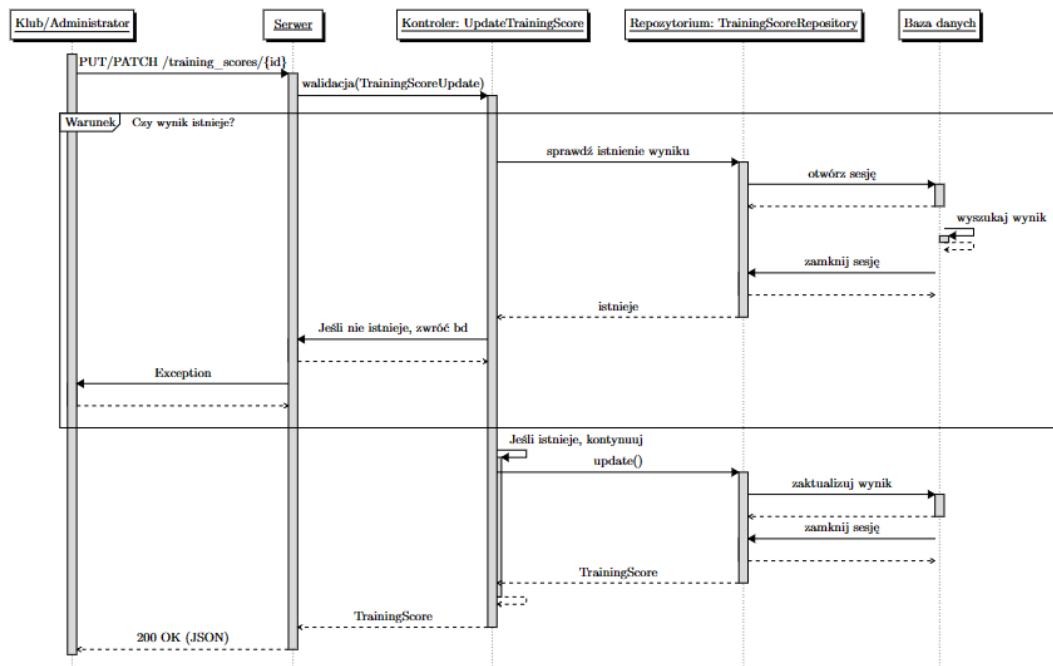 Klub/Administrator
Serwer
Kontroler: UpdateTrainingScore
Repozytorium: TrainingScoreRepository
Baza danych
PUT/PATCH /training_scores/{id}
walidacja(TrainingScoreUpdate)
Warunek
Czy wynik istnieje?
sprawdź istnienie wyniku
otwórz sesję
wyszukaj wynik
zamknij sesję
istnieje
Jeśli nie istnieje, zwróć bd
Exception
Jeśli istnieje, kontynuuj
update()
zaktualizuj wynik
zamknij sesję
TrainingScore
TrainingScore
200 OK (JSON)